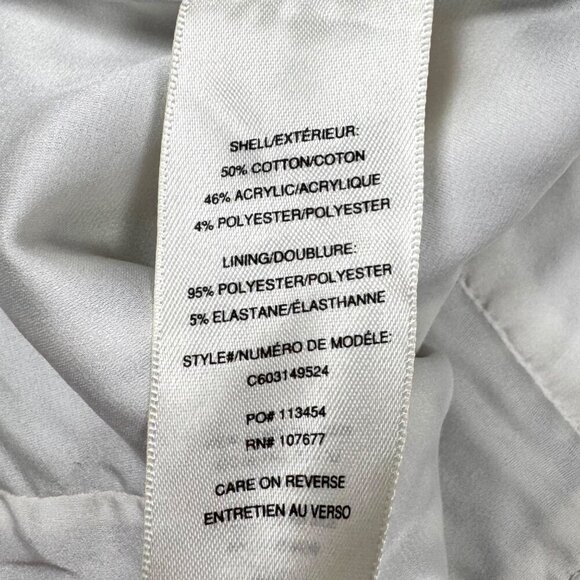 SHELL/EXTÉRIEUR:
50% COTTON/COTON
46% ACRYLIC/ACRYLIQUE
4% POLYESTER/POLYESTER
LINING/DOUBLURE:
95% POLYESTER/POLYESTER
5% ELASTANE/ÉLASTHANNE
STYLE#/NUMÉRO DE MODÉLE:
C603149524
PO# 113454
RN# 107677
CARE ON REVERSE
ENTRETIEN AU VERSO